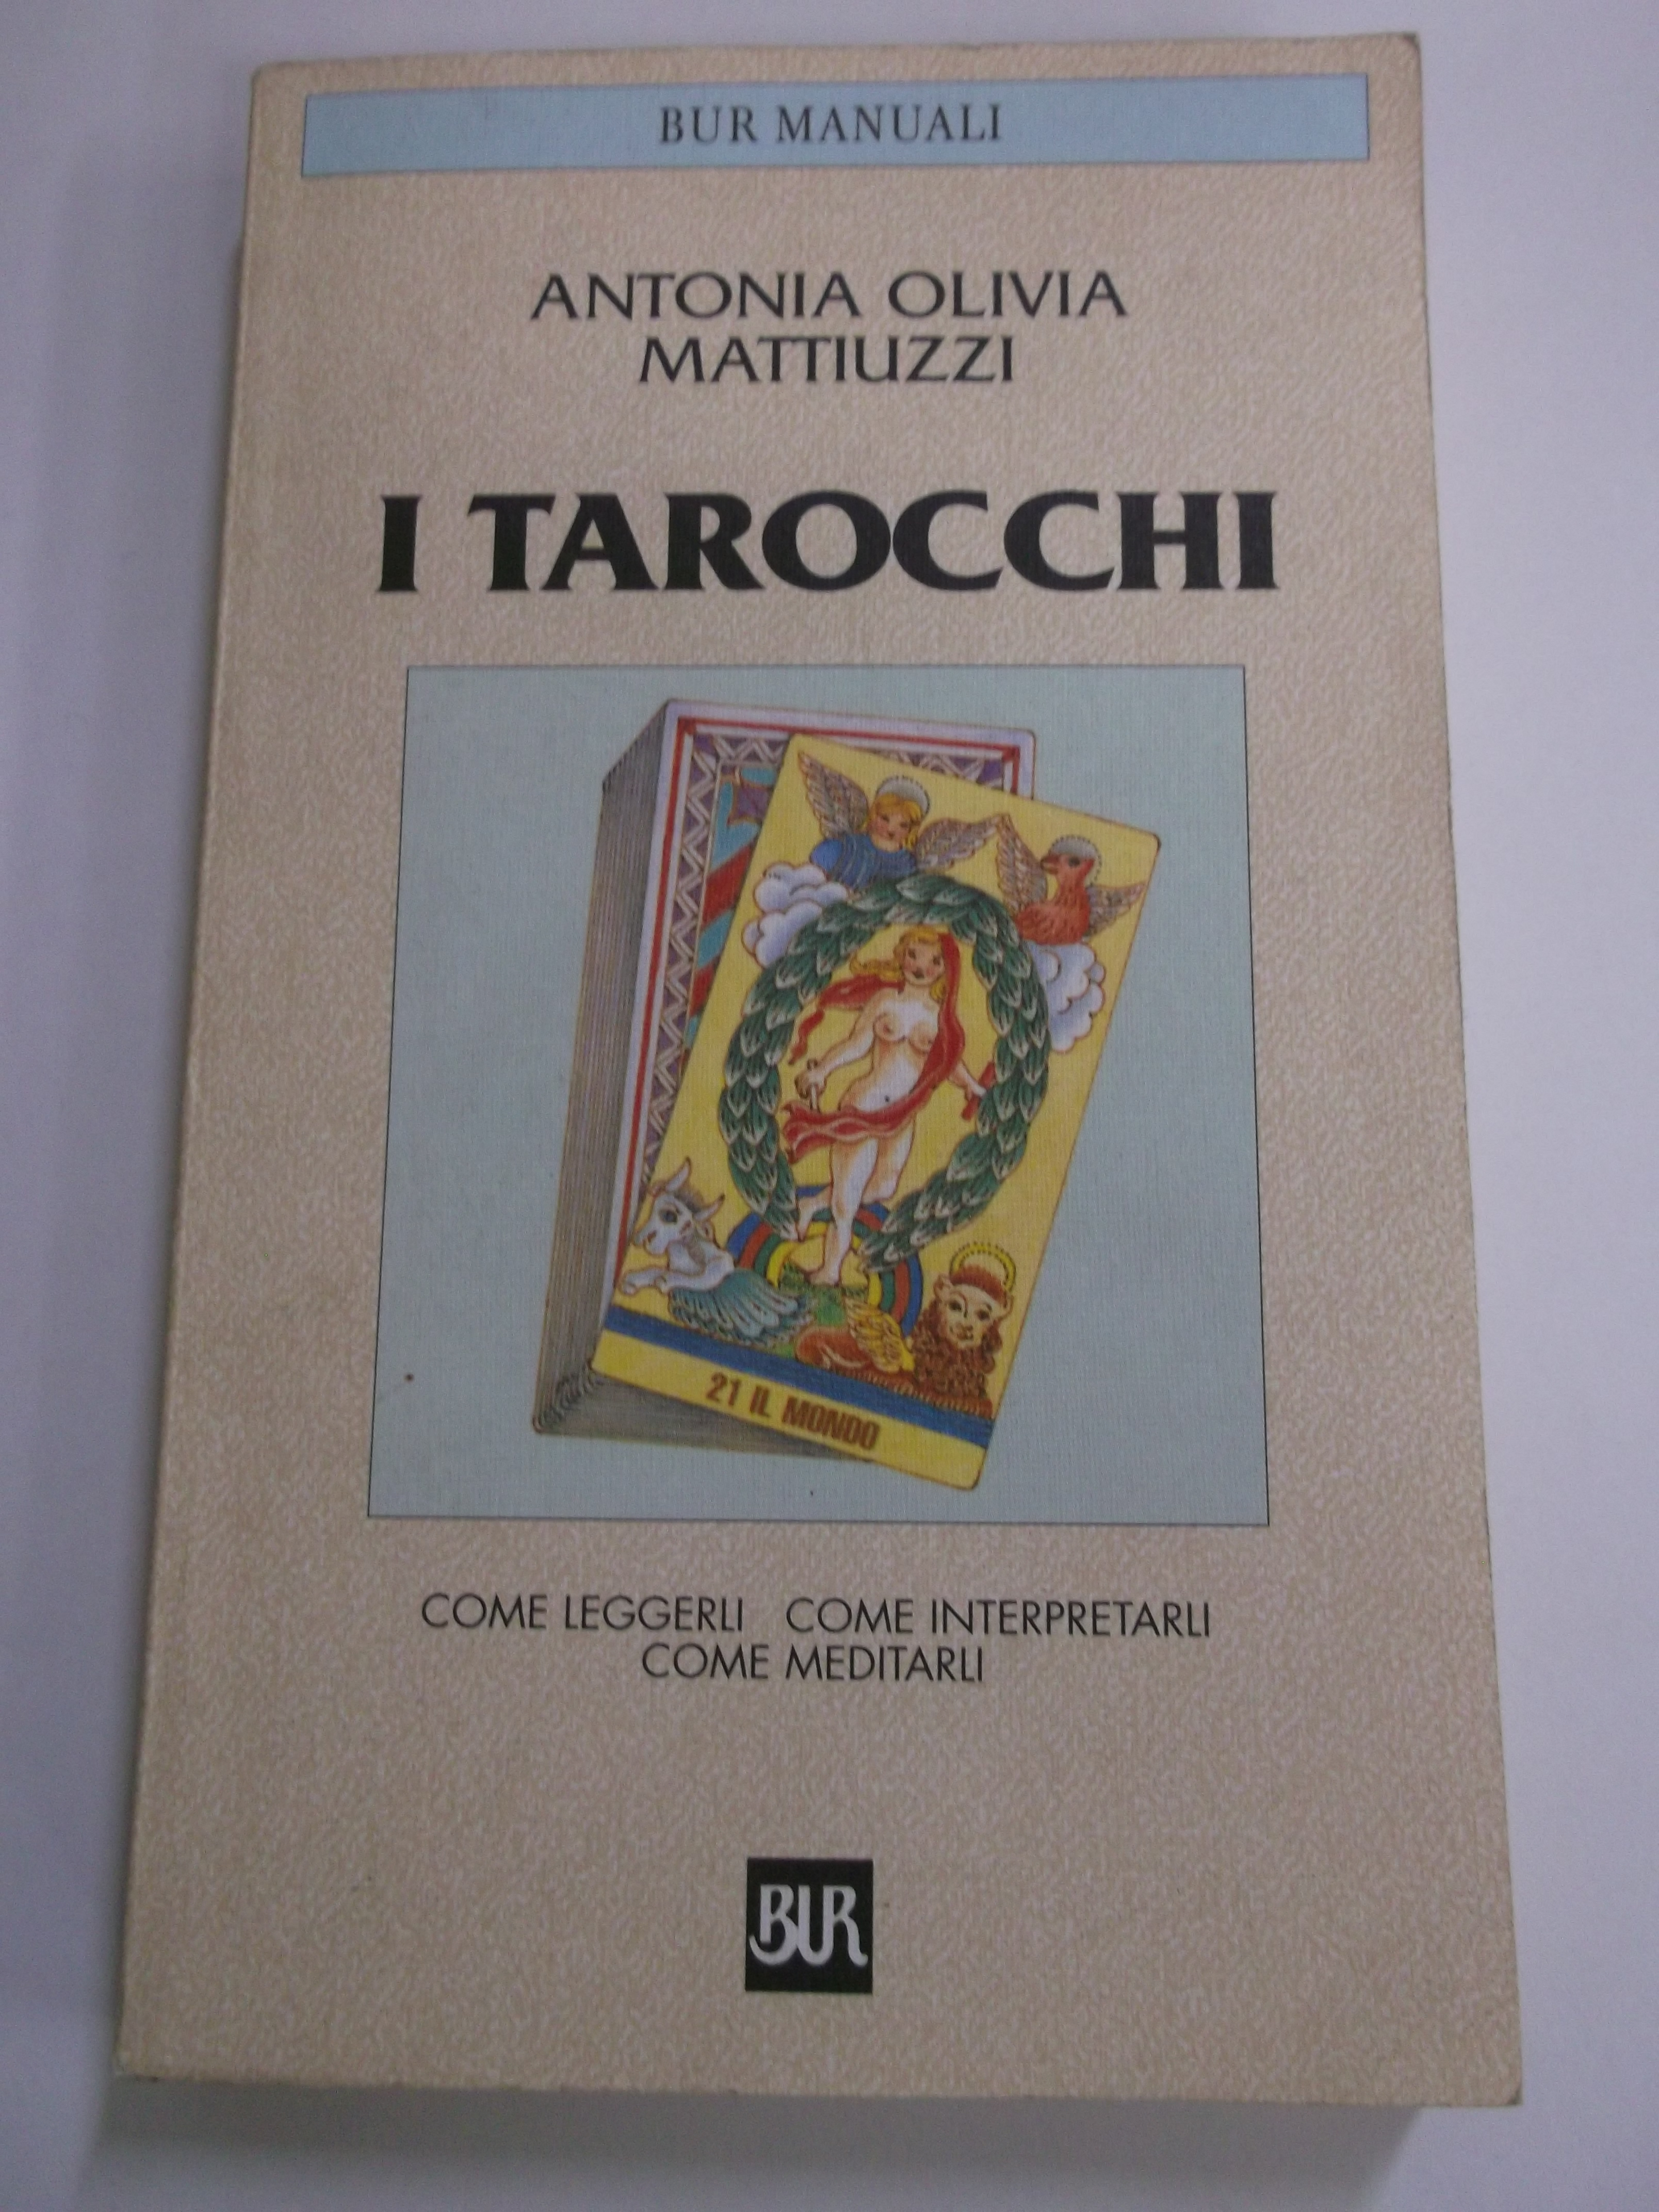 BUR MANUALI
ANTONIA OLIVIA
MATTIUZZI
I TAROCCHI
21 IL MONDO
COME LEGGERLI COME INTERPRETARLI
COME MEDITARLI
BUR